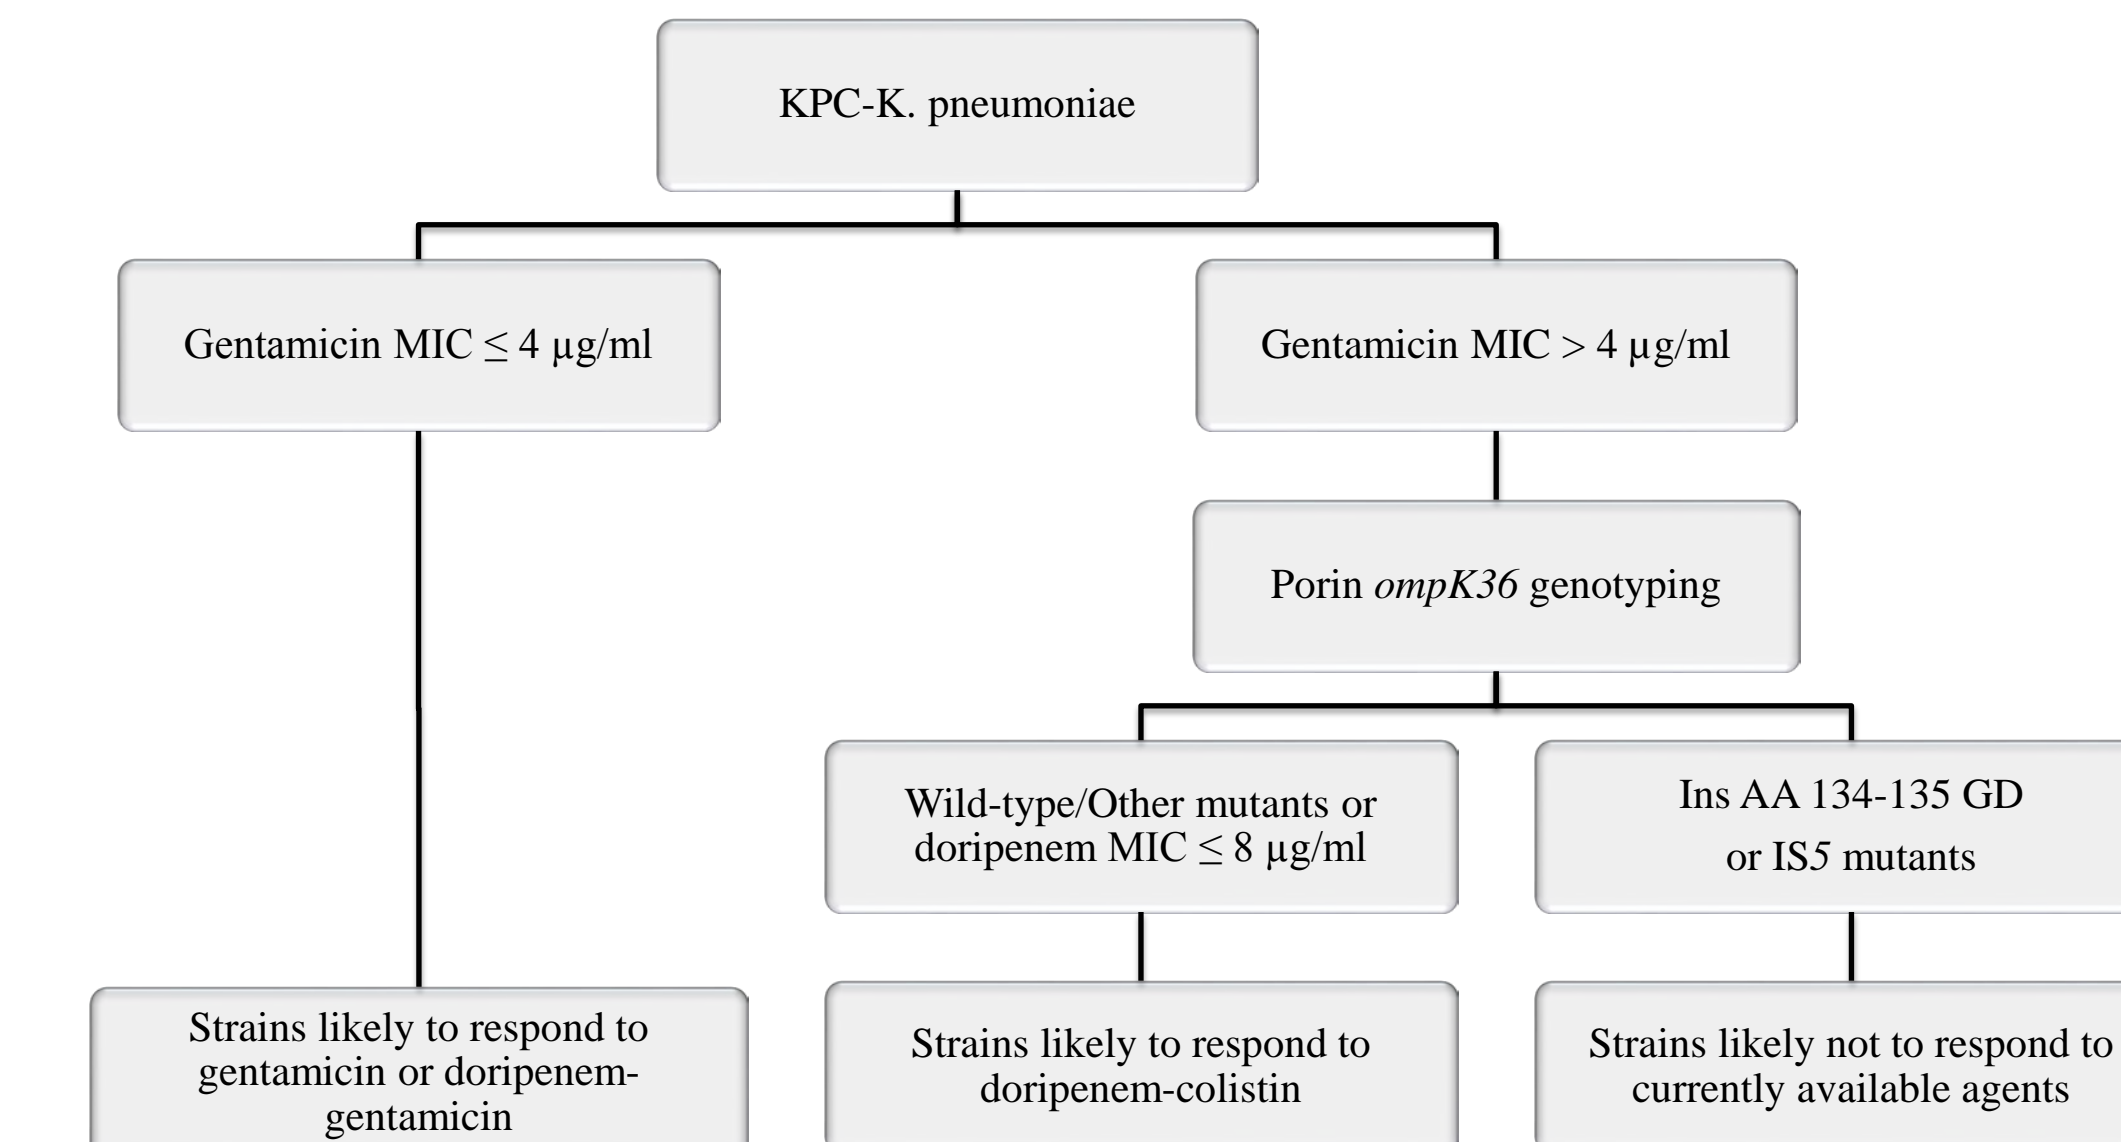 KPC-K. pneumoniae
Gentamicin MIC ≤ 4 µg/ml
Gentamicin MIC > 4 µg/ml
Porin ompK36 genotyping
Wild-type/Other mutants or
doripenem MIC ≤ 8 µg/ml
Ins AA 134-135 GD
or IS5 mutants
Strains likely to respond to
gentamicin or doripenem-
gentamicin
Strains likely to respond to
doripenem-colistin
Strains likely not to respond to
currently available agents